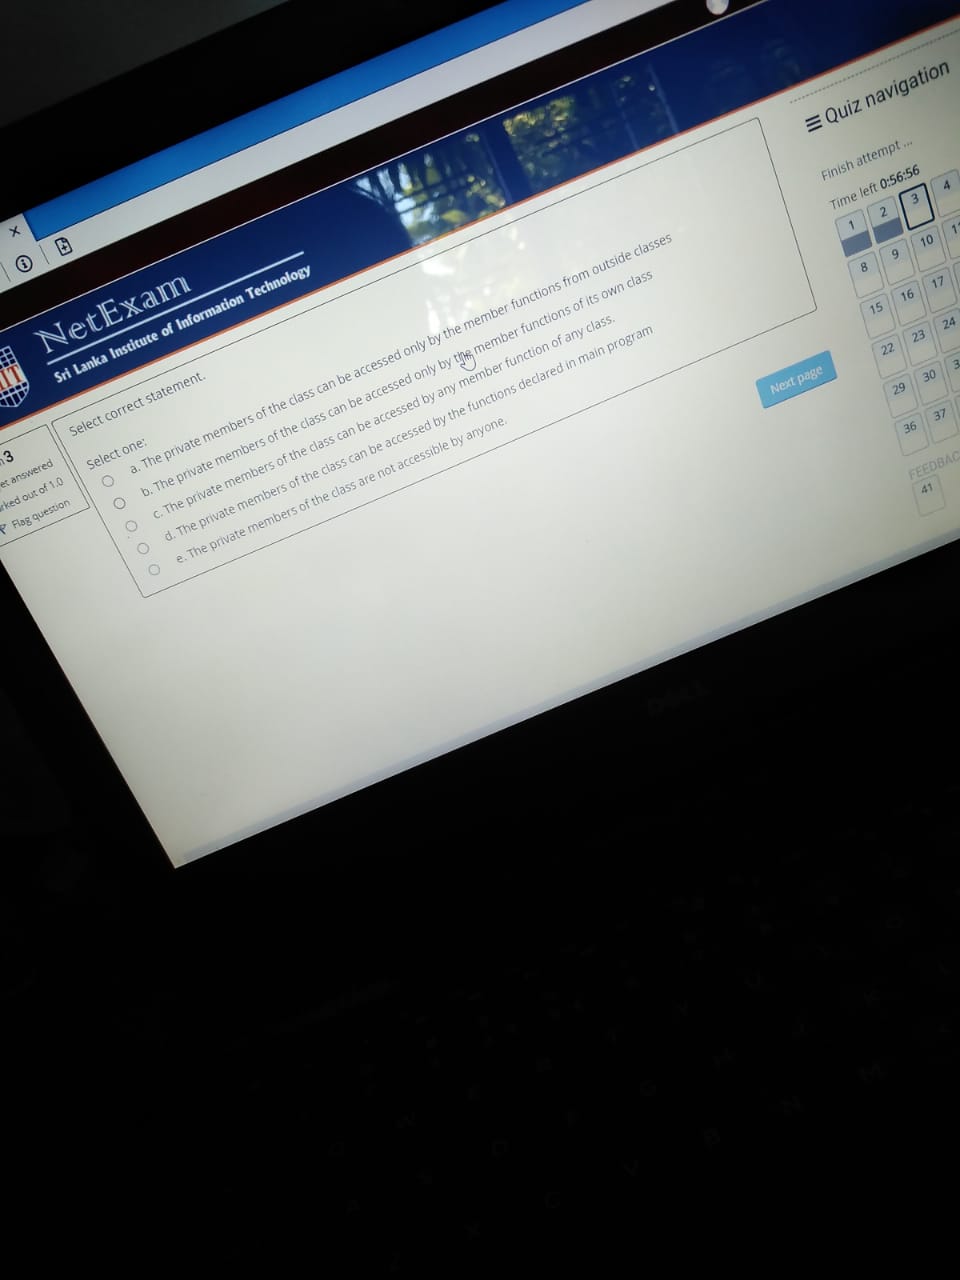 NetExam
Sri Lanka Institute of Information Technology
3
et answered
rked out of 1.0
Flag question
Select correct statement.
Select one:
a. The private members of the class can be accessed only by the member functions from outside classes
b. The private members of the class can be accessed only by the member functions of its own class
c. The private members of the class can be accessed by any member function of any class.
d. The private members of the class can be accessed by the functions declared in main program
e. The private members of the class are not accessible by anyone.
Next page
Quiz navigation
Finish attempt ...
Time left 0:56:56
1 2 3 4
8 9 10
15 16 17
22 23 24
29 30
36 37
FEEDBAC
41
DELL